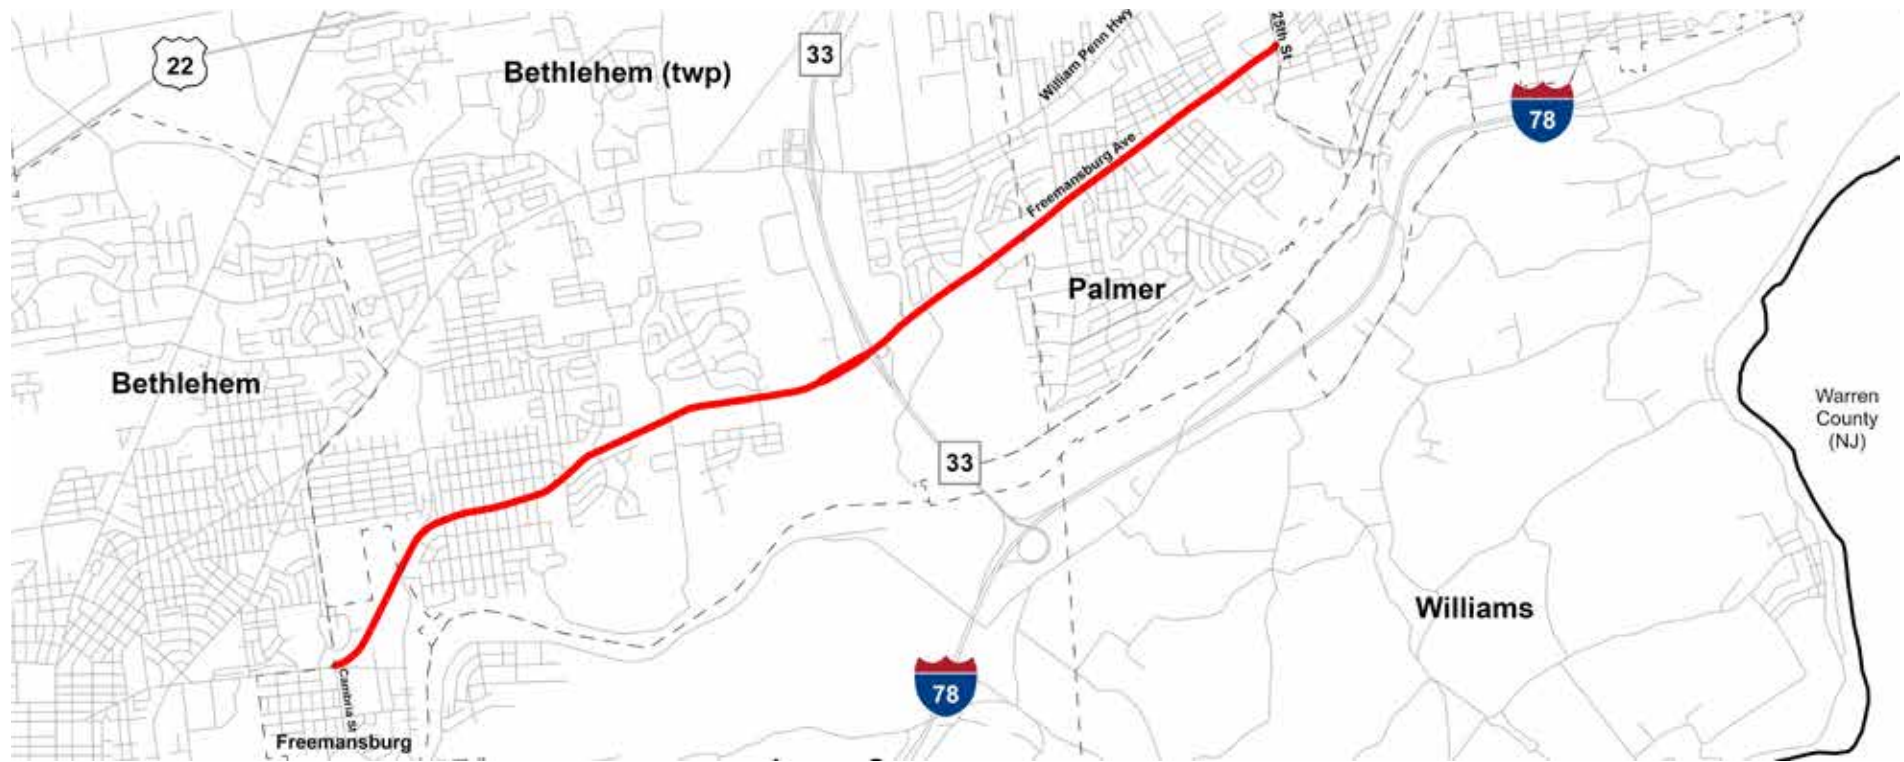 22
Bethlehem (twp)
33
William Penn Hwy
25th St
78
Freemansburg Ave
Palmer
Bethlehem
Warren
County
(NJ)
33
Williams
78
Cambria St
Freemansburg